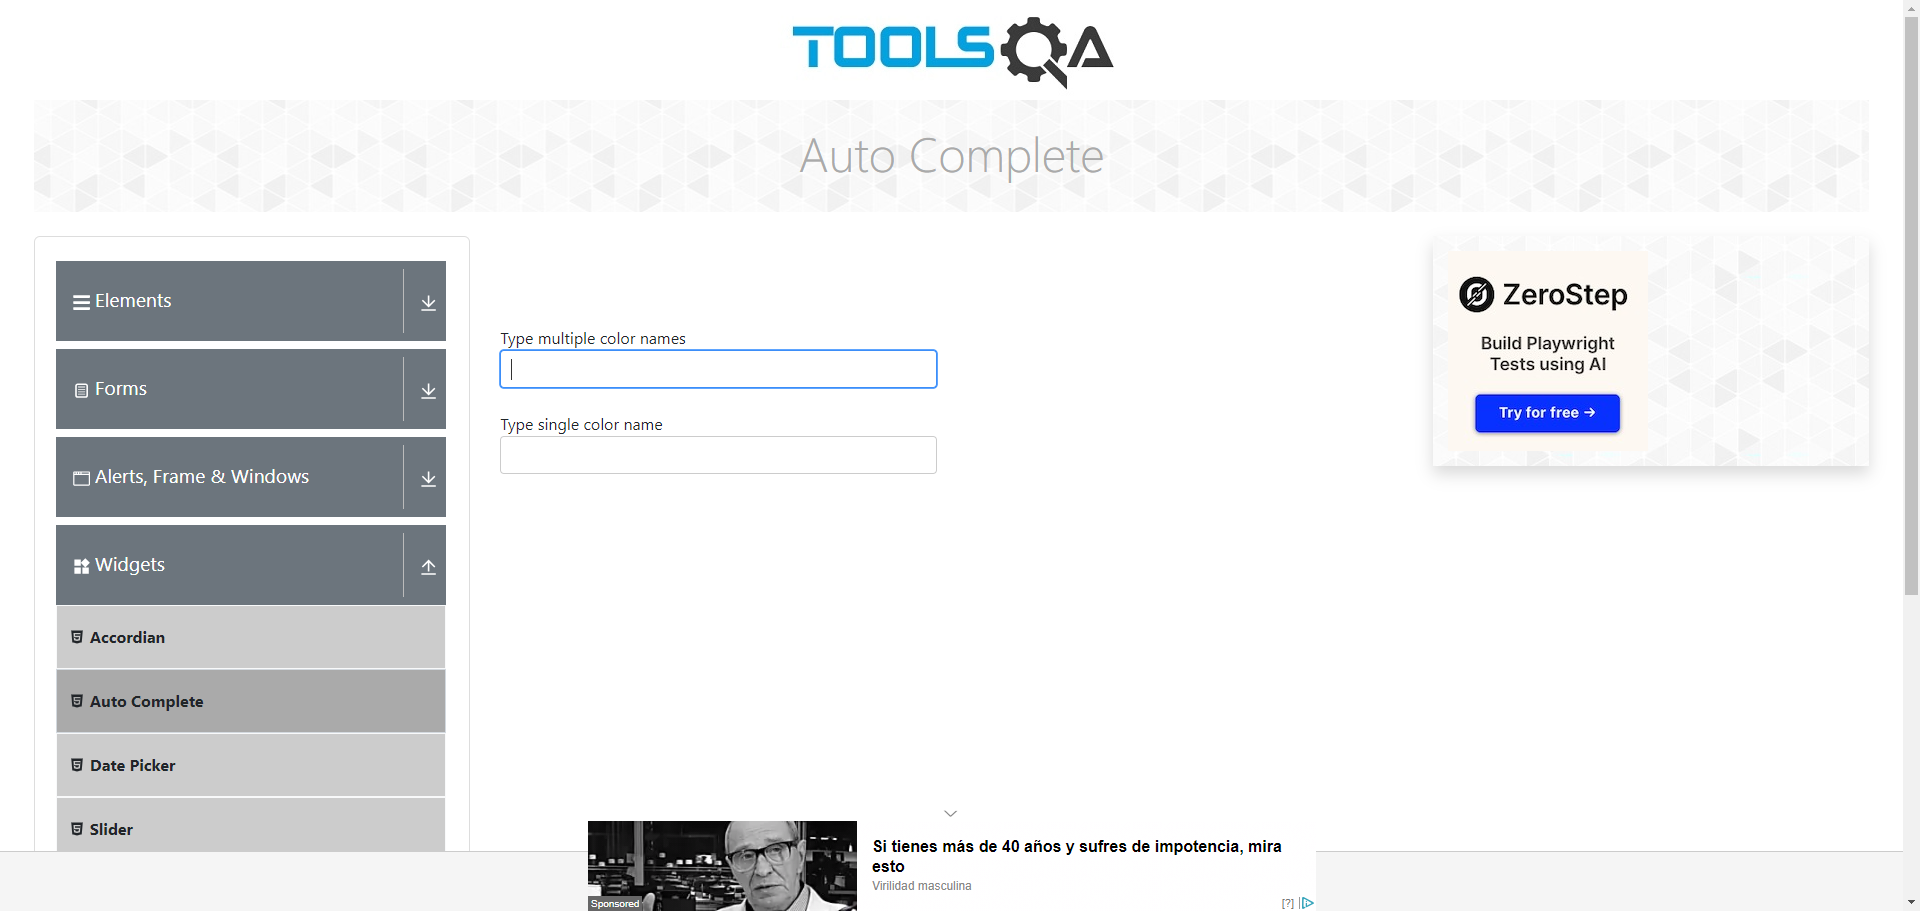 TOOLSQA
Auto Complete
Elements
Forms
Alerts, Frame & Windows
Widgets
Accordian
Auto Complete
Date Picker
Slider
Type multiple color names
Type single color name
ZeroStep
Build Playwright
Tests using AI
Try for free →
Si tienes más de 40 años y sufres de impotencia, mira
esto
Virilidad masculina
Sponsored
[?]